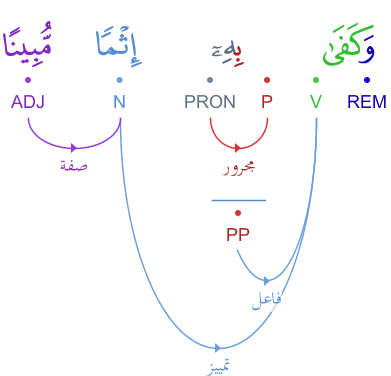 وَكَفَىٰ بِهِۦٓ إِثْمًا مُّبِينًا
REM V P PRON N ADJ
صفة
مجرور
PP
فاعل
تمييز